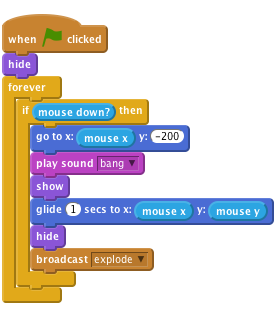 when clicked
hide
forever
if mouse down? then
go to x: mouse x y: -200
play sound bang
show
glide 1 secs to x: mouse x y: mouse y
hide
broadcast explode